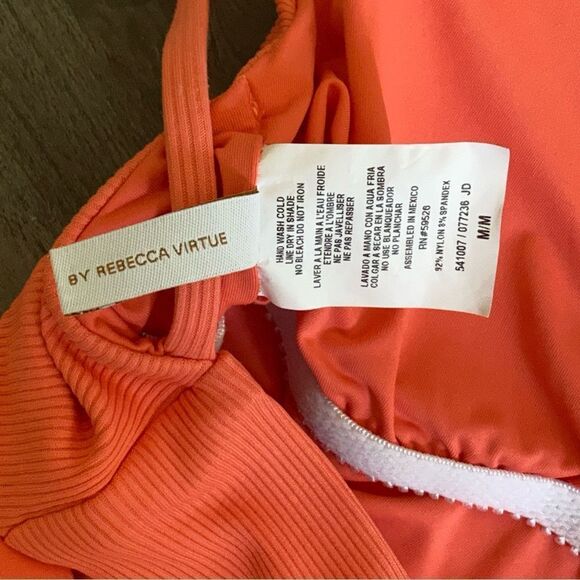 BY REBECCA VIRTUE
HAND WASH COLD
LINE DRY IN SHADE
NO BLEACH DO NOT IRON
LAVER A LA MAIN A L'EAU FROIDE
ETENDRE A L'OMBRE
NE PAS JAVELLISER
NE PAS REPASSER
LAVADO A MANO CON AGUA FRIA
COLGAR A SECAR EN LA SOMBRA
NO USE BLANQUEADOR
NO PLANCHAR
ASSEMBLED IN MEXICO
RN#59526
92% NYLON 8% SPANDEX
541007 / 077236 JD
M/M